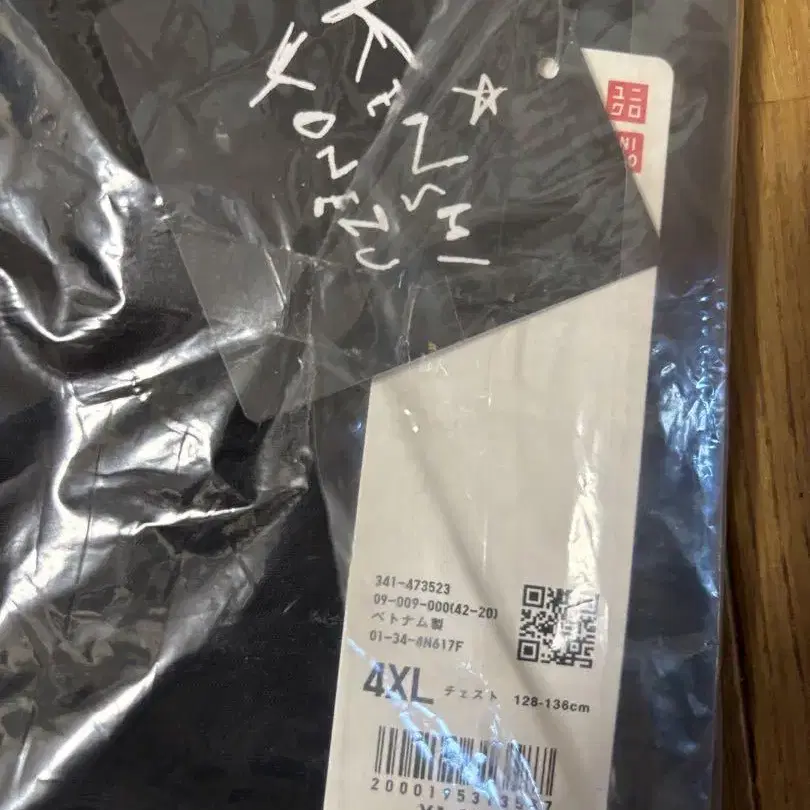 KENSHI
YONEZU
ユニ
クロ
NI
O
341-473523
09-009-000(42-20)
ベトナム製
01-34-4N617F
4XL チェスト 128-136cm